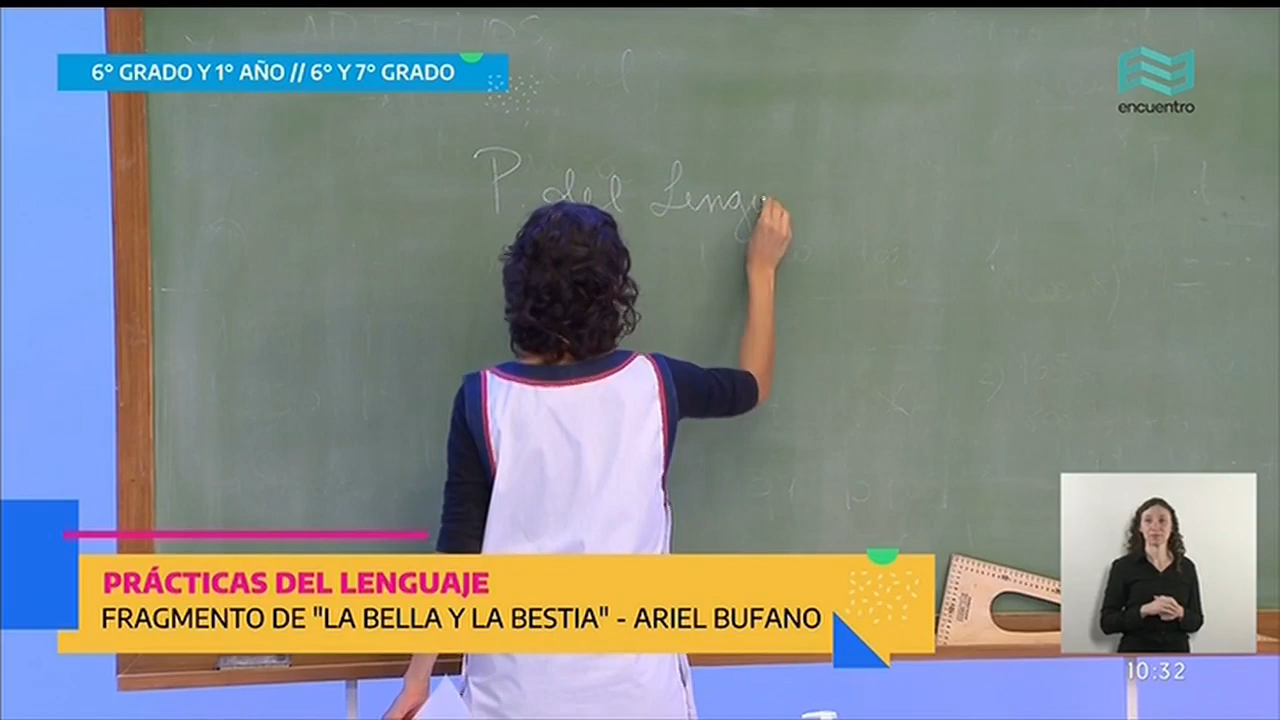 6° GRADO Y 1° AÑO // 6° Y 7° GRADO
encuentro
P. del Lengu
PRÁCTICAS DEL LENGUAJE
FRAGMENTO DE "LA BELLA Y LA BESTIA" - ARIEL BUFANO
10:32